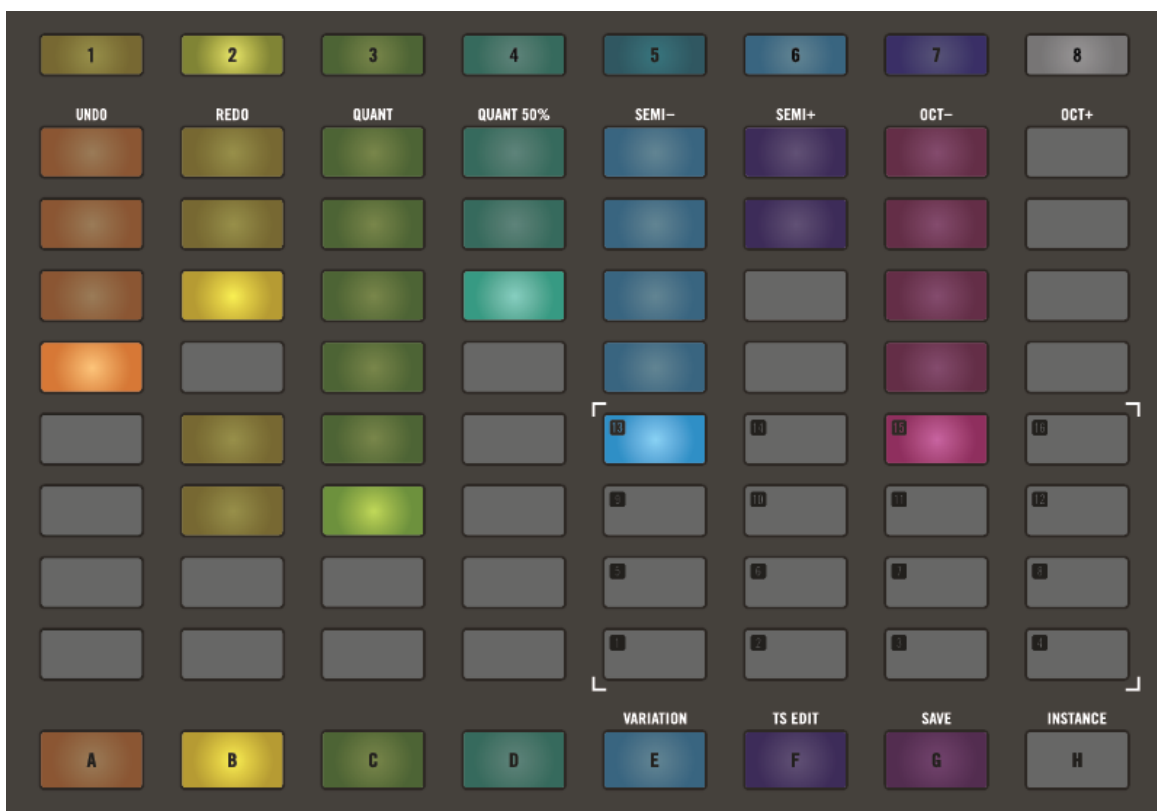 1 2 3 4 5 6 7 8
UNDO REDO QUANT QUANT 50% SEMI– SEMI+ OCT– OCT+
13 14 15 16
9 10 11 12
5 6 7 8
1 2 3 4
VARIATION TS EDIT SAVE INSTANCE
A B C D E F G H